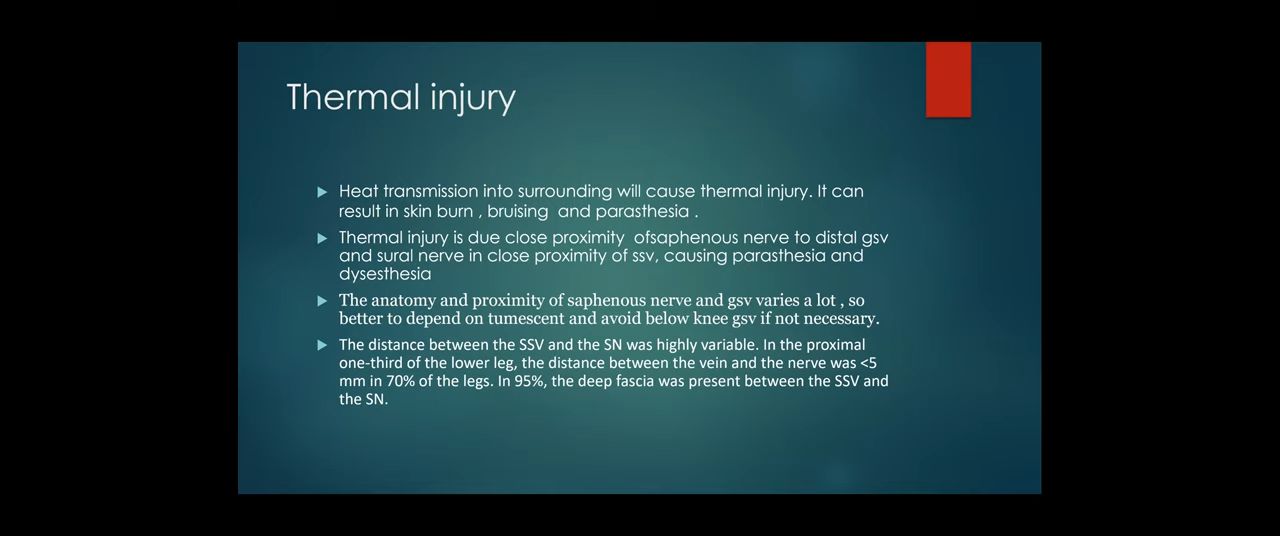 Thermal injury
Heat transmission into surrounding will cause thermal injury. It can
result in skin burn , bruising and parasthesia .
Thermal injury is due close proximity ofsaphenous nerve to distal gsv
and sural nerve in close proximity of ssv, causing parasthesia and
dysesthesia
The anatomy and proximity of saphenous nerve and gsv varies a lot , so
better to depend on tumescent and avoid below knee gsv if not necessary.
The distance between the SSV and the SN was highly variable. In the proximal
one-third of the lower leg, the distance between the vein and the nerve was <5
mm in 70% of the legs. In 95%, the deep fascia was present between the SSV and
the SN.